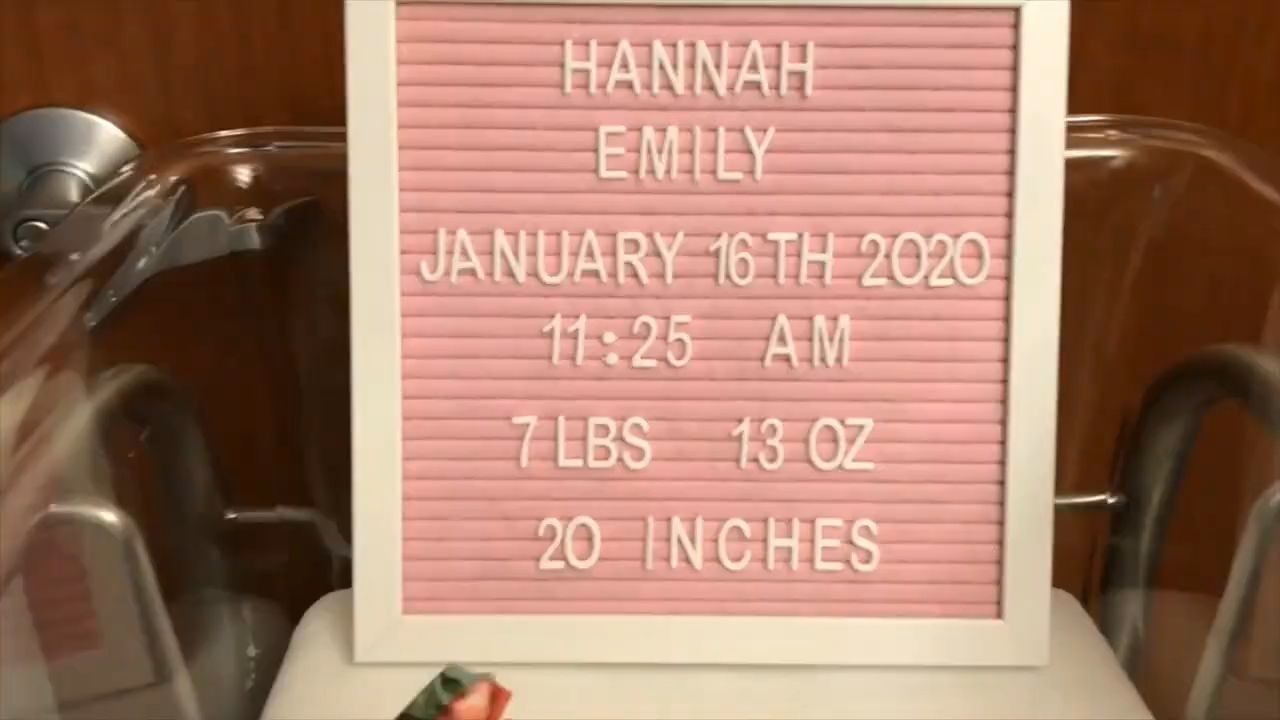 HANNAH
EMILY
JANUARY 16TH 2020
11:25 AM
7 LBS 13 OZ
20 INCHES